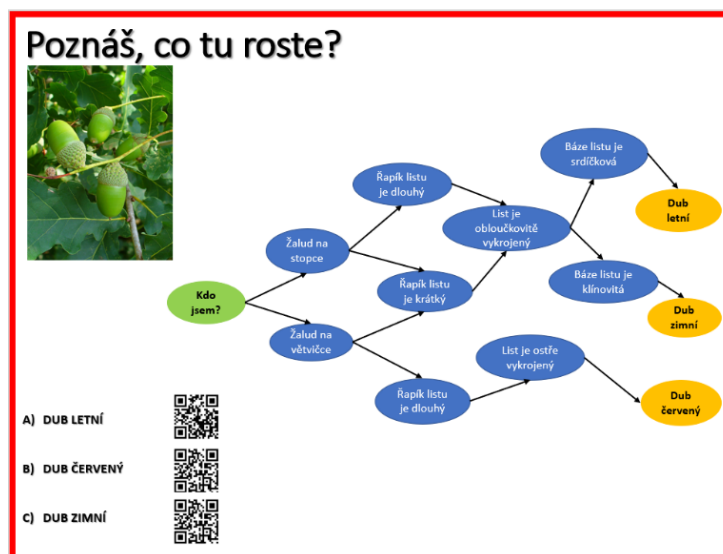 Poznáš, co tu roste?
Kdo
jsem?
Žalud na
stopce
Žalud na
větvičce
Řapík listu
je dlouhý
Řapík listu
je krátký
Řapík listu
je dlouhý
List je
obloučkovitě
vykrojený
List je ostře
vykrojený
Báze listu je
srdíčková
Báze listu je
klínovitá
Dub
letní
Dub
zimní
Dub
červený
A) DUB LETNÍ
B) DUB ČERVENÝ
C) DUB ZIMNÍ